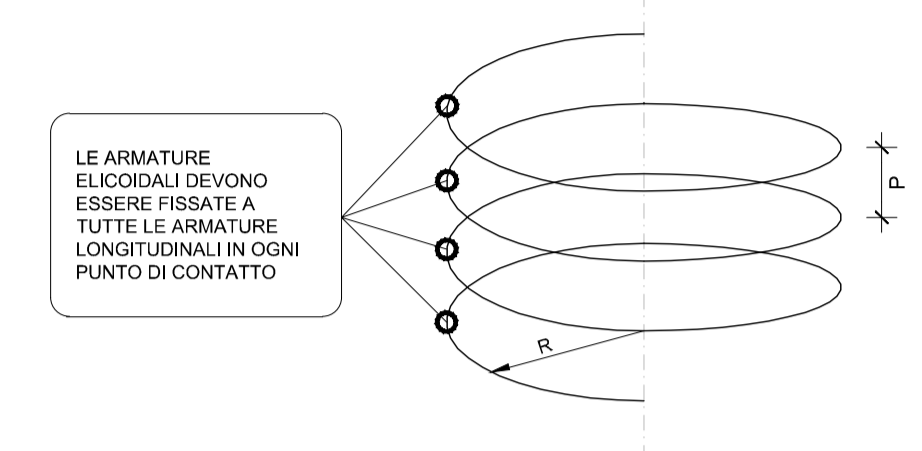 LE ARMATURE
ELICOIDALI DEVONO
ESSERE FISSATE A
TUTTE LE ARMATURE
LONGITUDINALI IN OGNI
PUNTO DI CONTATTO
R
P